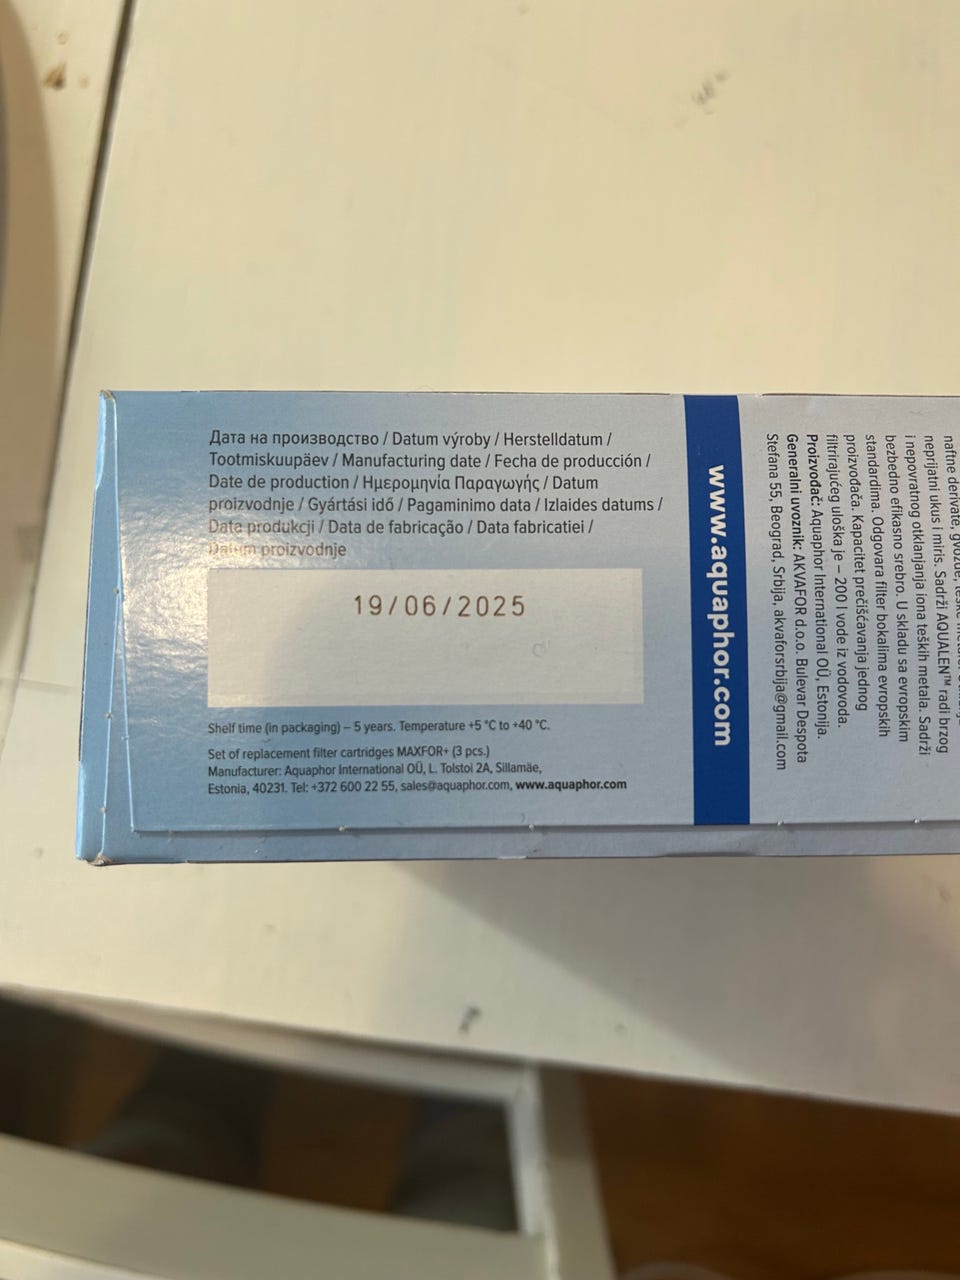 Дата на производство / Datum výroby / Herstelldatum /
Tootmiskuupäev / Manufacturing date / Fecha de producción /
Date de production / Ημερομηνία Παραγωγής / Datum
proizvodnje / Gyártási idő / Pagaminimo data / Izlaides datums /
Data produkcji / Data de fabricação / Data fabricatiei /
Datum proizvodnje
19/06/2025
Shelf time (in packaging) – 5 years. Temperature +5 °C to +40 °C.
Set of replacement filter cartridges MAXFOR+ (3 pcs.)
Manufacturer: Aquaphor International OÜ, L. Tolstoi 2A, Sillamäe,
Estonia, 40231. Tel: +372 600 22 55, sales@aquaphor.com, www.aquaphor.com
www.aquaphor.com
naftne derivate, gvožđe,
neprijatni ukus i miris. Sadrži AQUALEN™ radi brzog
i nepovratnog otklanjanja iona teških metala. Sadrži
bezbedno efikasno srebro. U skladu sa evropskim
standardima. Odgovara filter bokalima evropskih
proizvođača. Kapacitet prečišćavanja jednog
filtrirajućeg uloška je – 200 l vode iz vodovoda.
Proizvođač: Aquaphor International OÜ, Estonija.
Generalni uvoznik: AKVAFOR d.o.o. Bulevar Despota
Stefana 55, Beograd, Srbija, akvaforsrbija@gmail.com